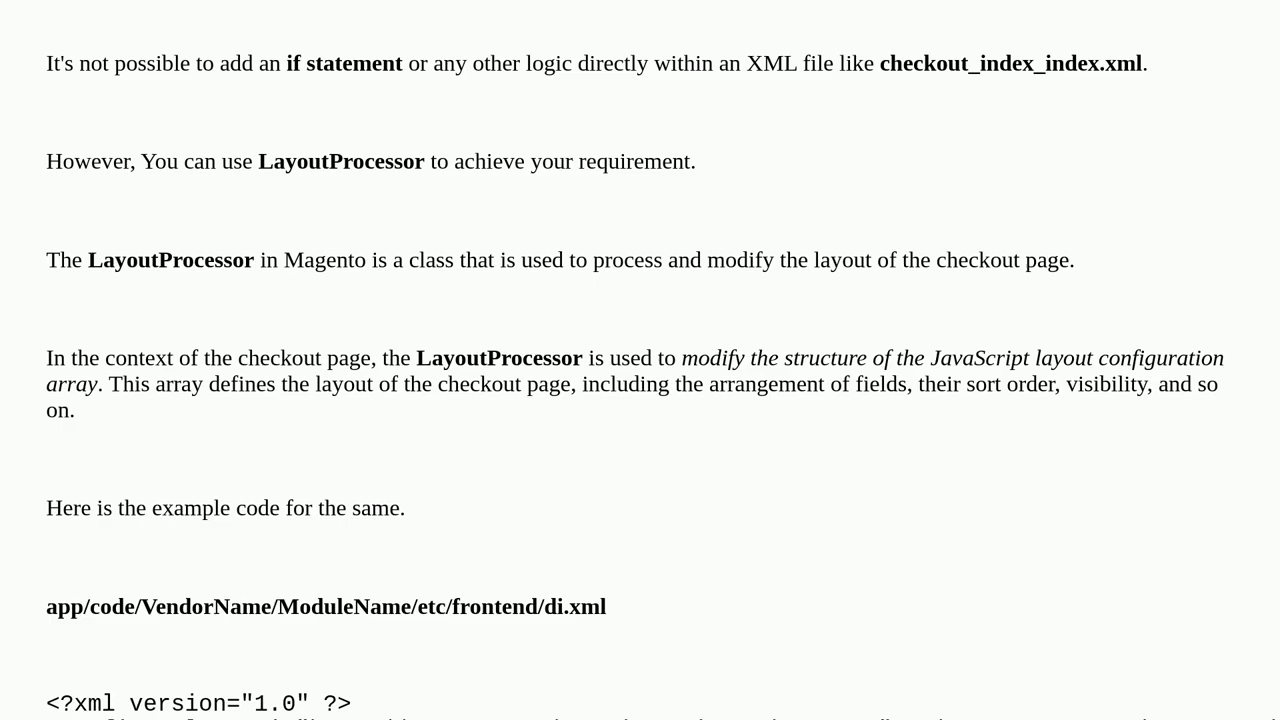 It's not possible to add an if statement or any other logic directly within an XML file like checkout_index_index.xml.
However, You can use LayoutProcessor to achieve your requirement.
The LayoutProcessor in Magento is a class that is used to process and modify the layout of the checkout page.
In the context of the checkout page, the LayoutProcessor is used to modify the structure of the JavaScript layout configuration
array. This array defines the layout of the checkout page, including the arrangement of fields, their sort order, visibility, and so
on.
Here is the example code for the same.
app/code/VendorName/ModuleName/etc/frontend/di.xml
<?xml version="1.0" ?>